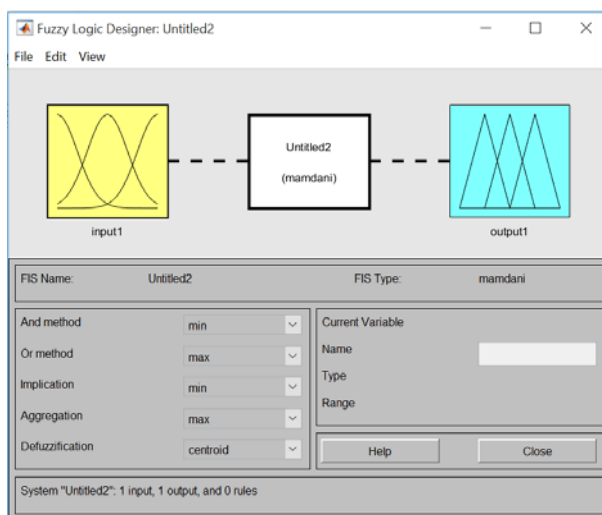 Fuzzy Logic Designer: Untitled2
File Edit View
Untitled2
(mamdani)
input1
output1
FIS Name: Untitled2 FIS Type: mamdani
And method min
Or method max
Implication min
Aggregation max
Defuzzification centroid
Current Variable
Name
Type
Range
Help Close
System "Untitled2": 1 input, 1 output, and 0 rules